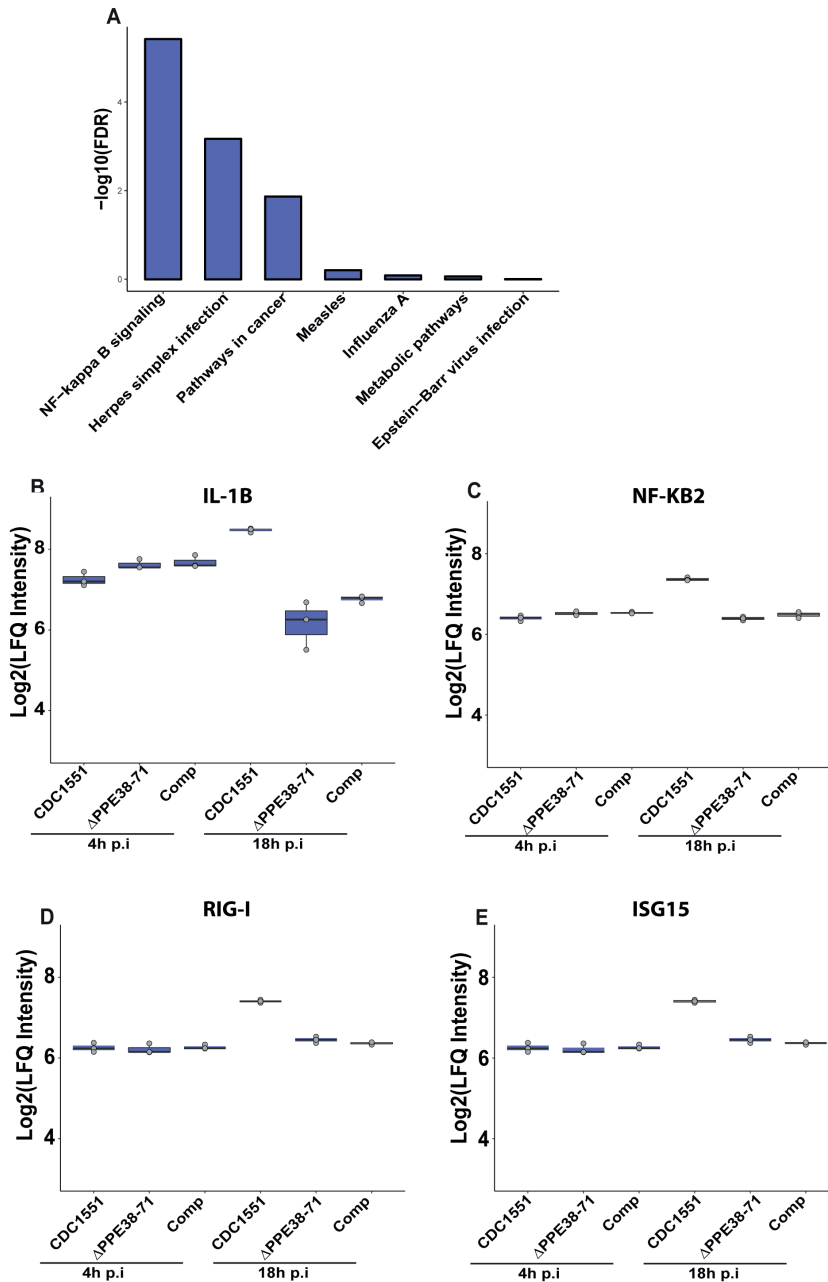 A
−log10(FDR)
4
2
0
NF−kappa B signaling
Herpes simplex infection
Pathways in cancer
Measles
Influenza A
Metabolic pathways
Epstein−Barr virus infection
B
IL-1B
Log2(LFQ Intensity)
8
6
4
CDC1551
ΔPPE38-71
Comp
CDC1551
ΔPPE38-71
Comp
4h p.i
18h p.i
C
NF-KB2
Log2(LFQ Intensity)
8
6
4
CDC1551
ΔPPE38-71
Comp
CDC1551
ΔPPE38-71
Comp
4h p.i
18h p.i
D
RIG-I
Log2(LFQ Intensity)
8
6
4
CDC1551
ΔPPE38-71
Comp
CDC1551
ΔPPE38-71
Comp
4h p.i
18h p.i
E
ISG15
Log2(LFQ Intensity)
8
6
4
CDC1551
ΔPPE38-71
Comp
CDC1551
ΔPPE38-71
Comp
4h p.i
18h p.i